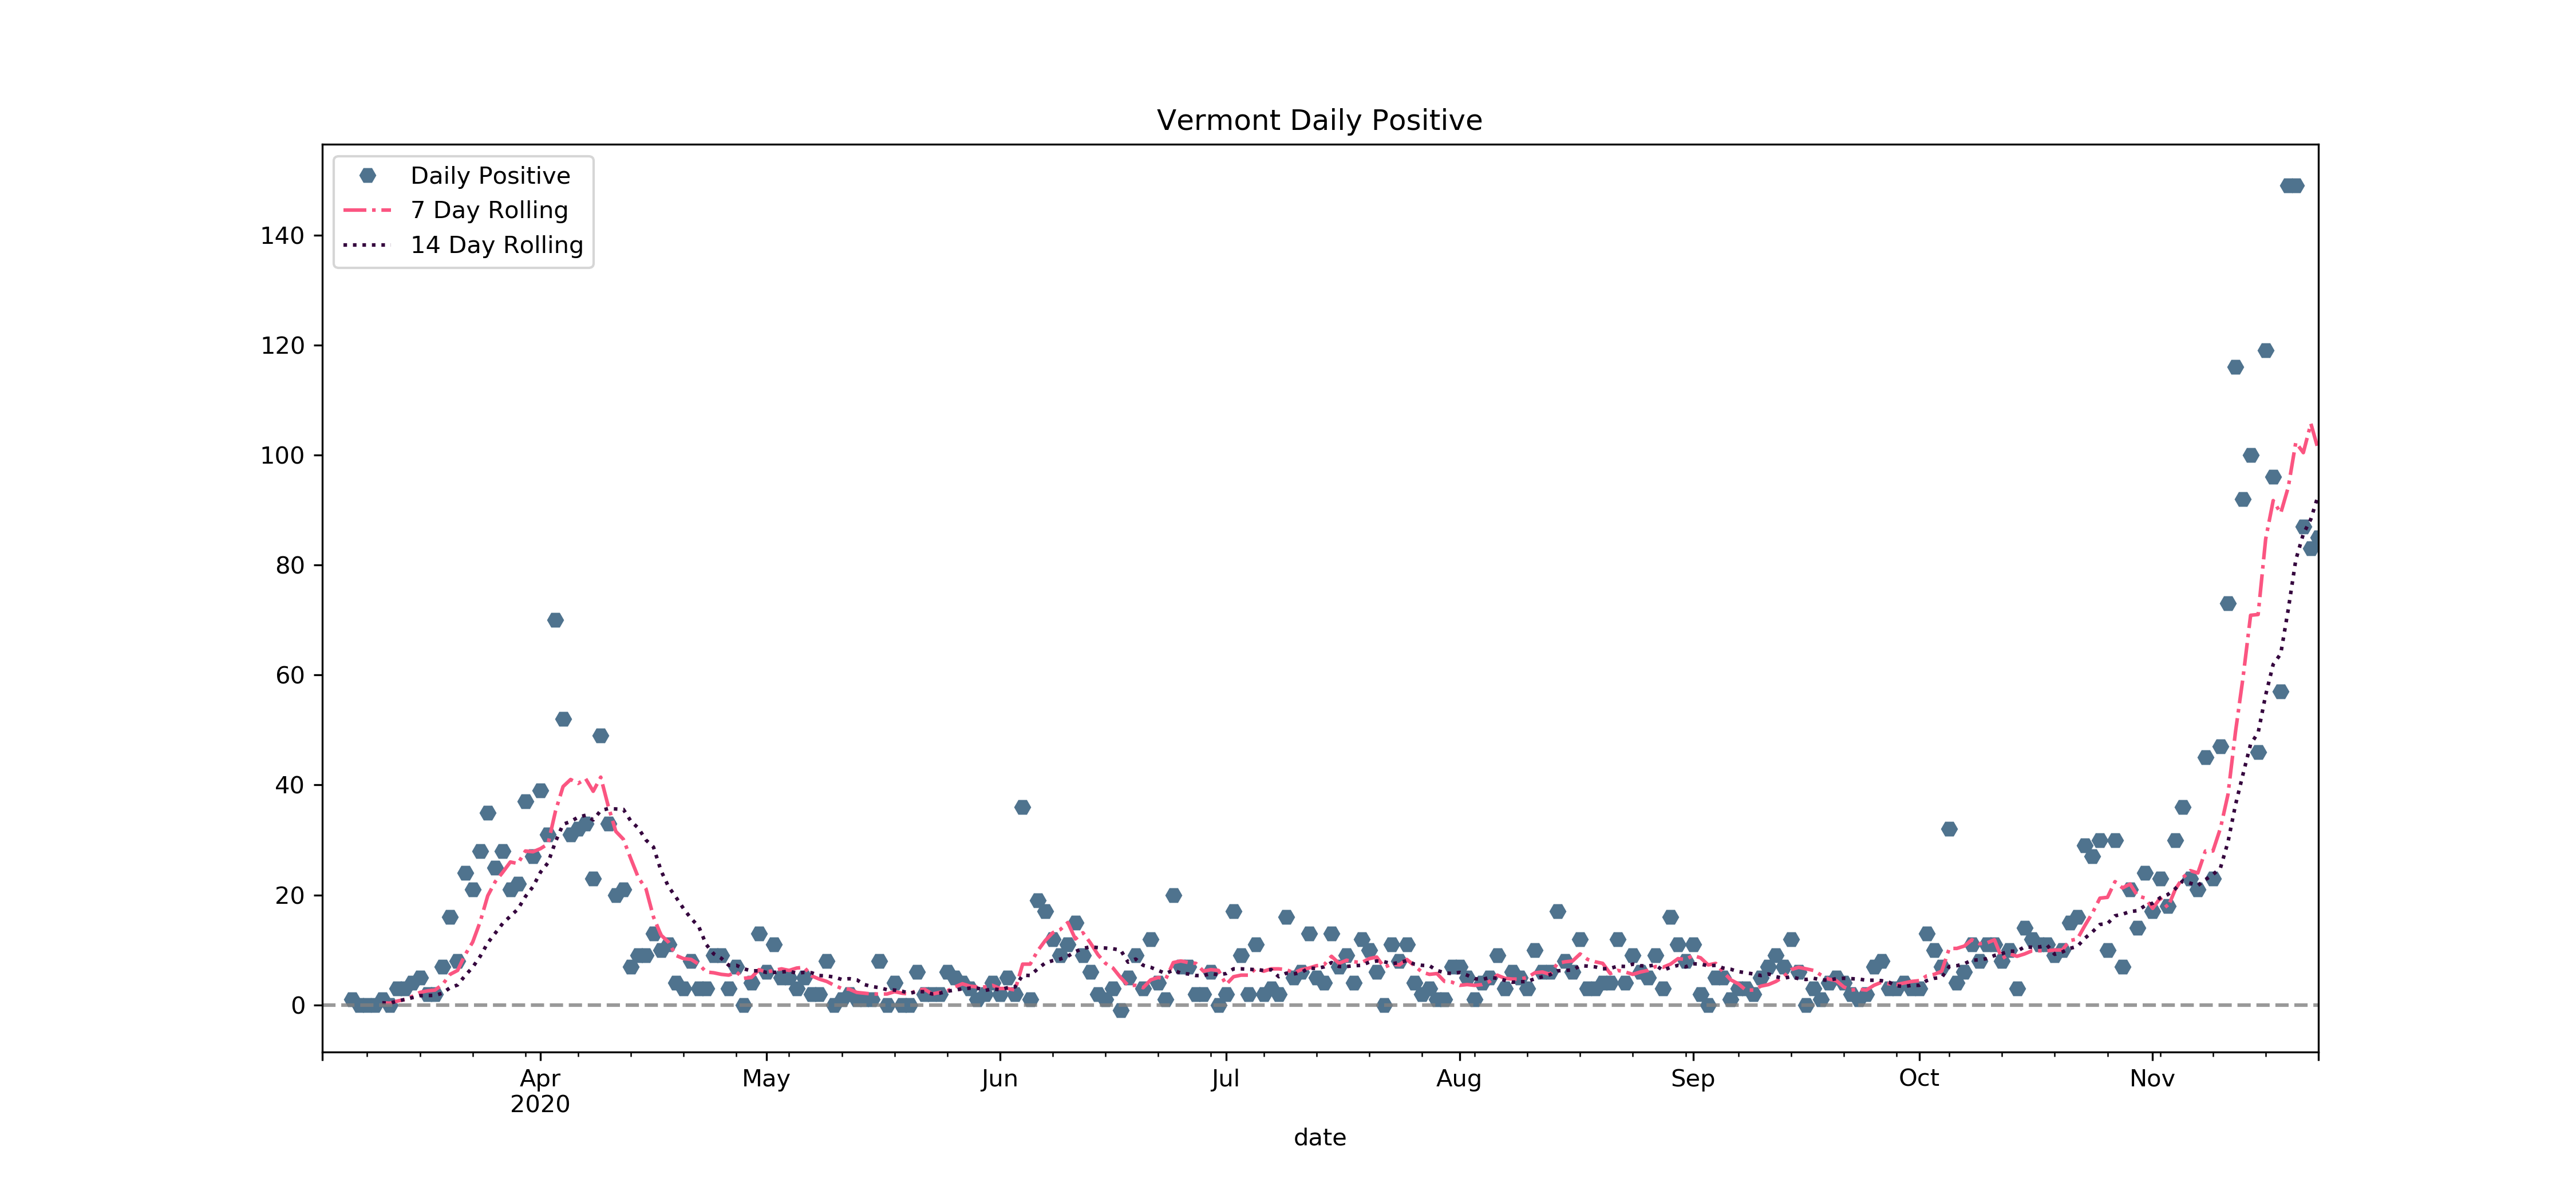 Vermont Daily Positive
Daily Positive
7 Day Rolling
14 Day Rolling
140
120
100
80
60
40
20
0
Apr May Jun Jul Aug Sep Oct Nov
2020
date